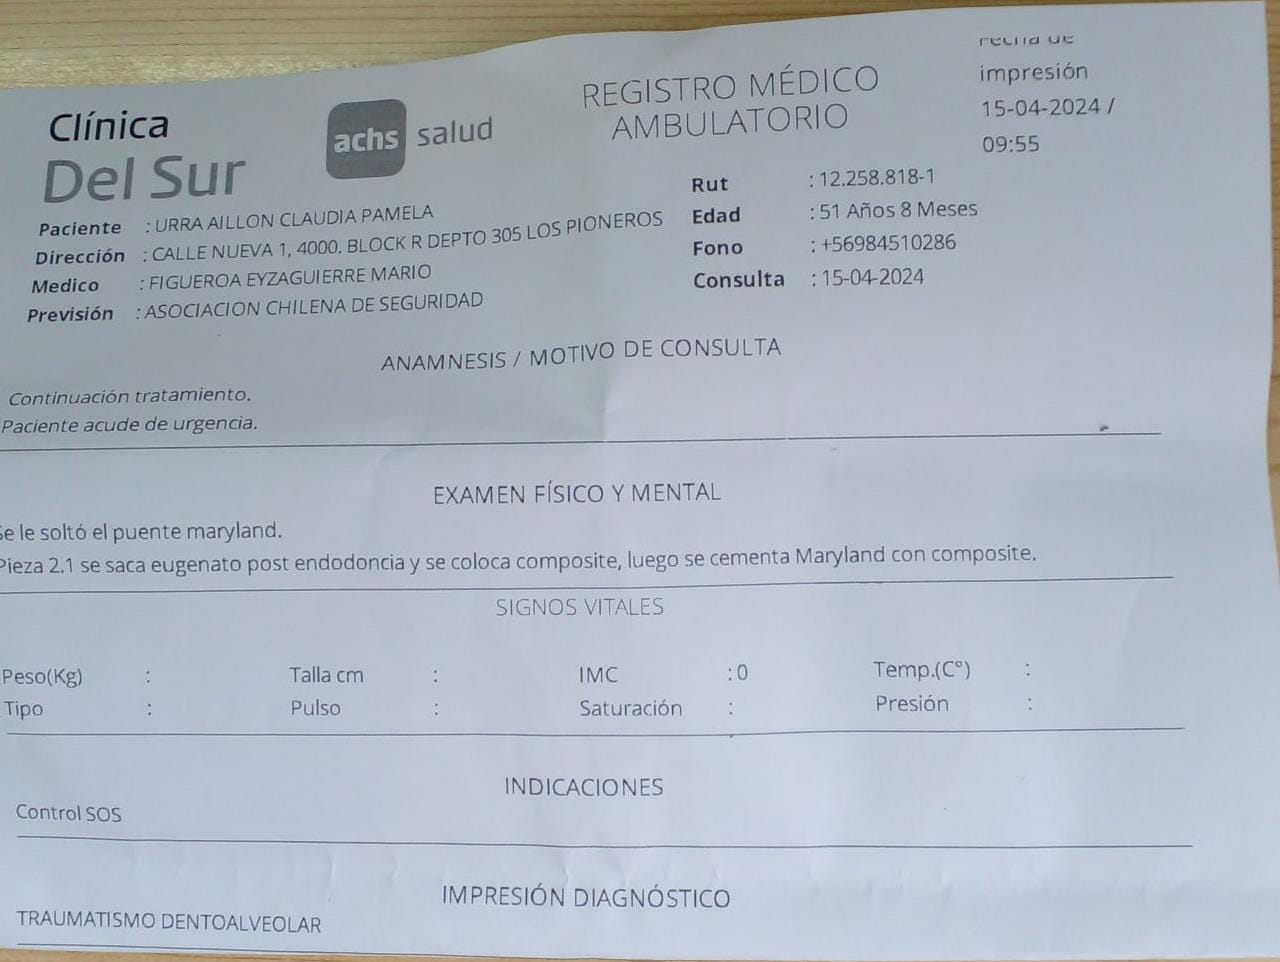 Fecha de
impresión
15-04-2024 /
09:55
Clínica
Del Sur
achs salud
REGISTRO MÉDICO
AMBULATORIO
Paciente : URRA AILLON CLAUDIA PAMELA
Dirección : CALLE NUEVA 1, 4000. BLOCK R DEPTO 305 LOS PIONEROS
Medico : FIGUEROA EYZAGUIERRE MARIO
Previsión : ASOCIACION CHILENA DE SEGURIDAD
Rut : 12.258.818-1
Edad : 51 Años 8 Meses
Fono : +56984510286
Consulta : 15-04-2024
ANAMNESIS / MOTIVO DE CONSULTA
Continuación tratamiento.
Paciente acude de urgencia.
EXAMEN FÍSICO Y MENTAL
Se le soltó el puente maryland.
Pieza 2.1 se saca eugenato post endodoncia y se coloca composite, luego se cementa Maryland con composite.
SIGNOS VITALES
Peso(Kg) : Talla cm : IMC : 0 Temp.(C°) :
Tipo : Pulso : Saturación : Presión :
INDICACIONES
Control SOS
IMPRESIÓN DIAGNÓSTICO
TRAUMATISMO DENTOALVEOLAR